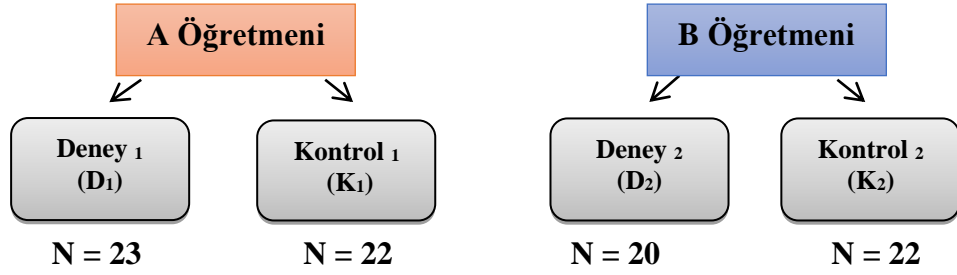 A Öğretmeni
B Öğretmeni
Deney 1
(D1)
Kontrol 1
(K1)
Deney 2
(D2)
Kontrol 2
(K2)
N = 23
N = 22
N = 20
N = 22